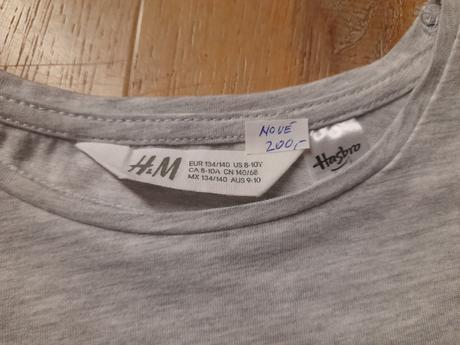 NOVÉ
200,-
H&M
EUR 134/140 US 8-10Y
CA 8-10A CN 140/68
MX 134/140 AUS 9-10
Hasbro